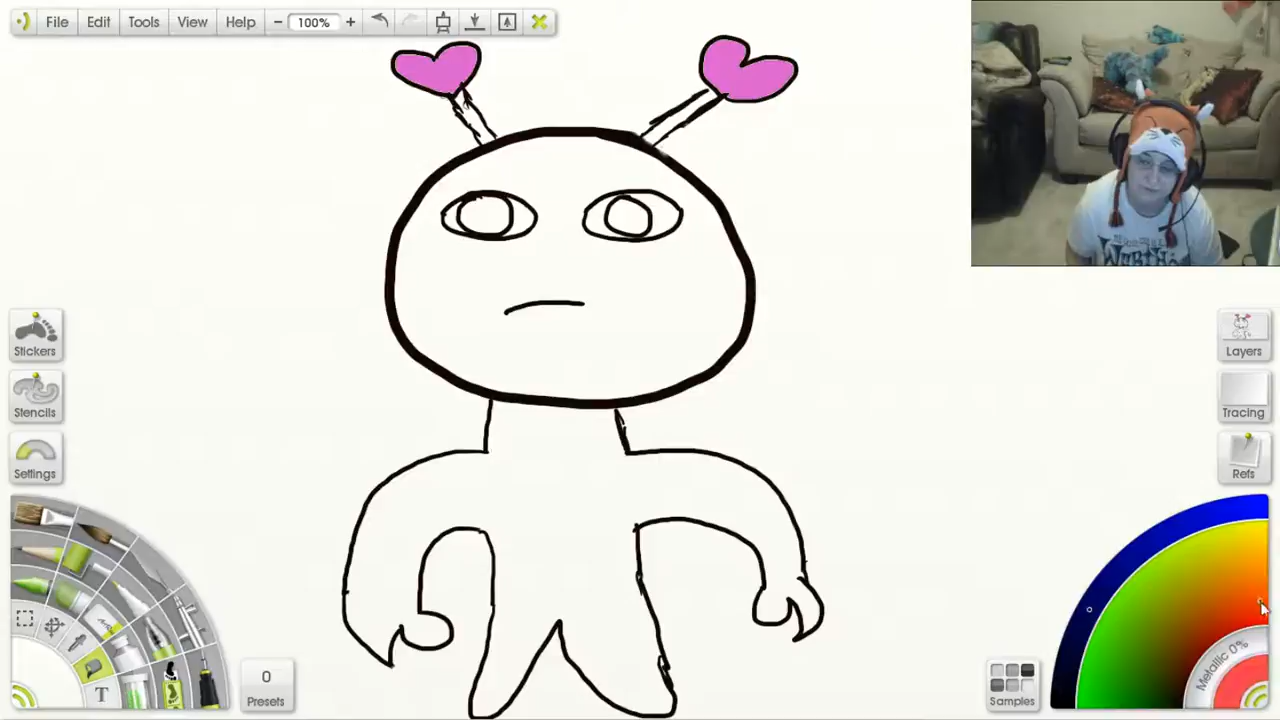 File Edit Tools View Help − 100% +
Stickers
Stencils
Settings
T
0
Presets
Layers
Tracing
Refs
Metallic 0%
Samples